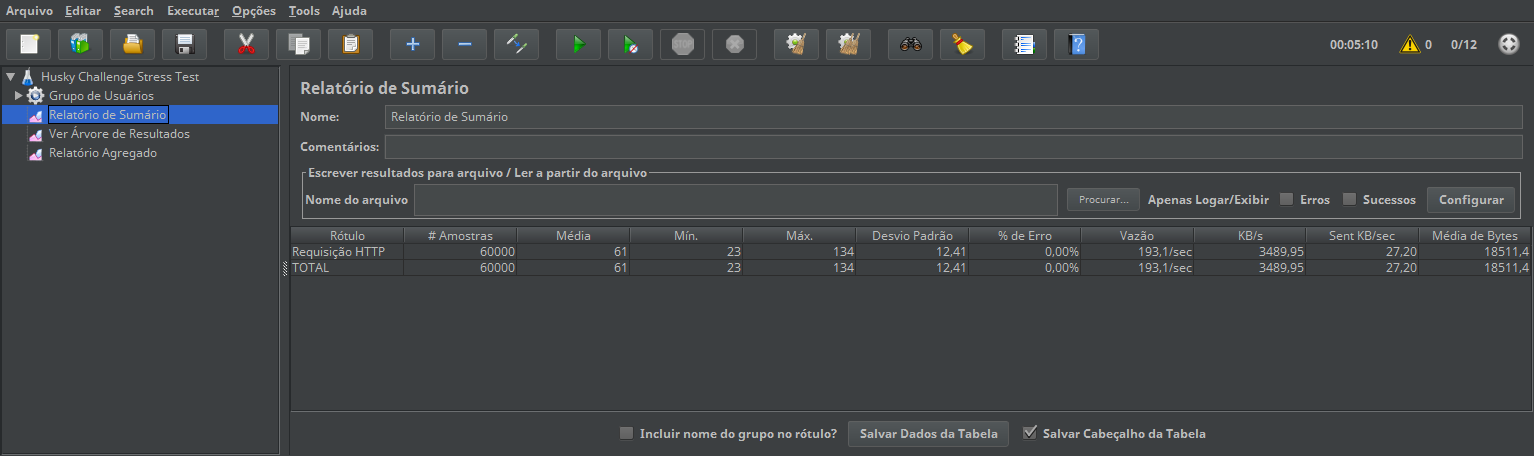 Arquivo Editar Search Executar Opções Tools Ajuda
STOP 00:05:10 0 0/12
Husky Challenge Stress Test
Grupo de Usuários
Relatório de Sumário
Ver Árvore de Resultados
Relatório Agregado
Relatório de Sumário
Nome: Relatório de Sumário
Comentários:
Escrever resultados para arquivo / Ler a partir do arquivo
Nome do arquivo Procurar... Apenas Logar/Exibir Erros Sucessos Configurar
Rótulo # Amostras Média Mín. Máx. Desvio Padrão % de Erro Vazão KB/s Sent KB/sec Média de Bytes
Requisição HTTP 60000 61 23 134 12,41 0,00% 193,1/sec 3489,95 27,20 18511,4
TOTAL 60000 61 23 134 12,41 0,00% 193,1/sec 3489,95 27,20 18511,4
Incluir nome do grupo no rótulo? Salvar Dados da Tabela Salvar Cabeçalho da Tabela